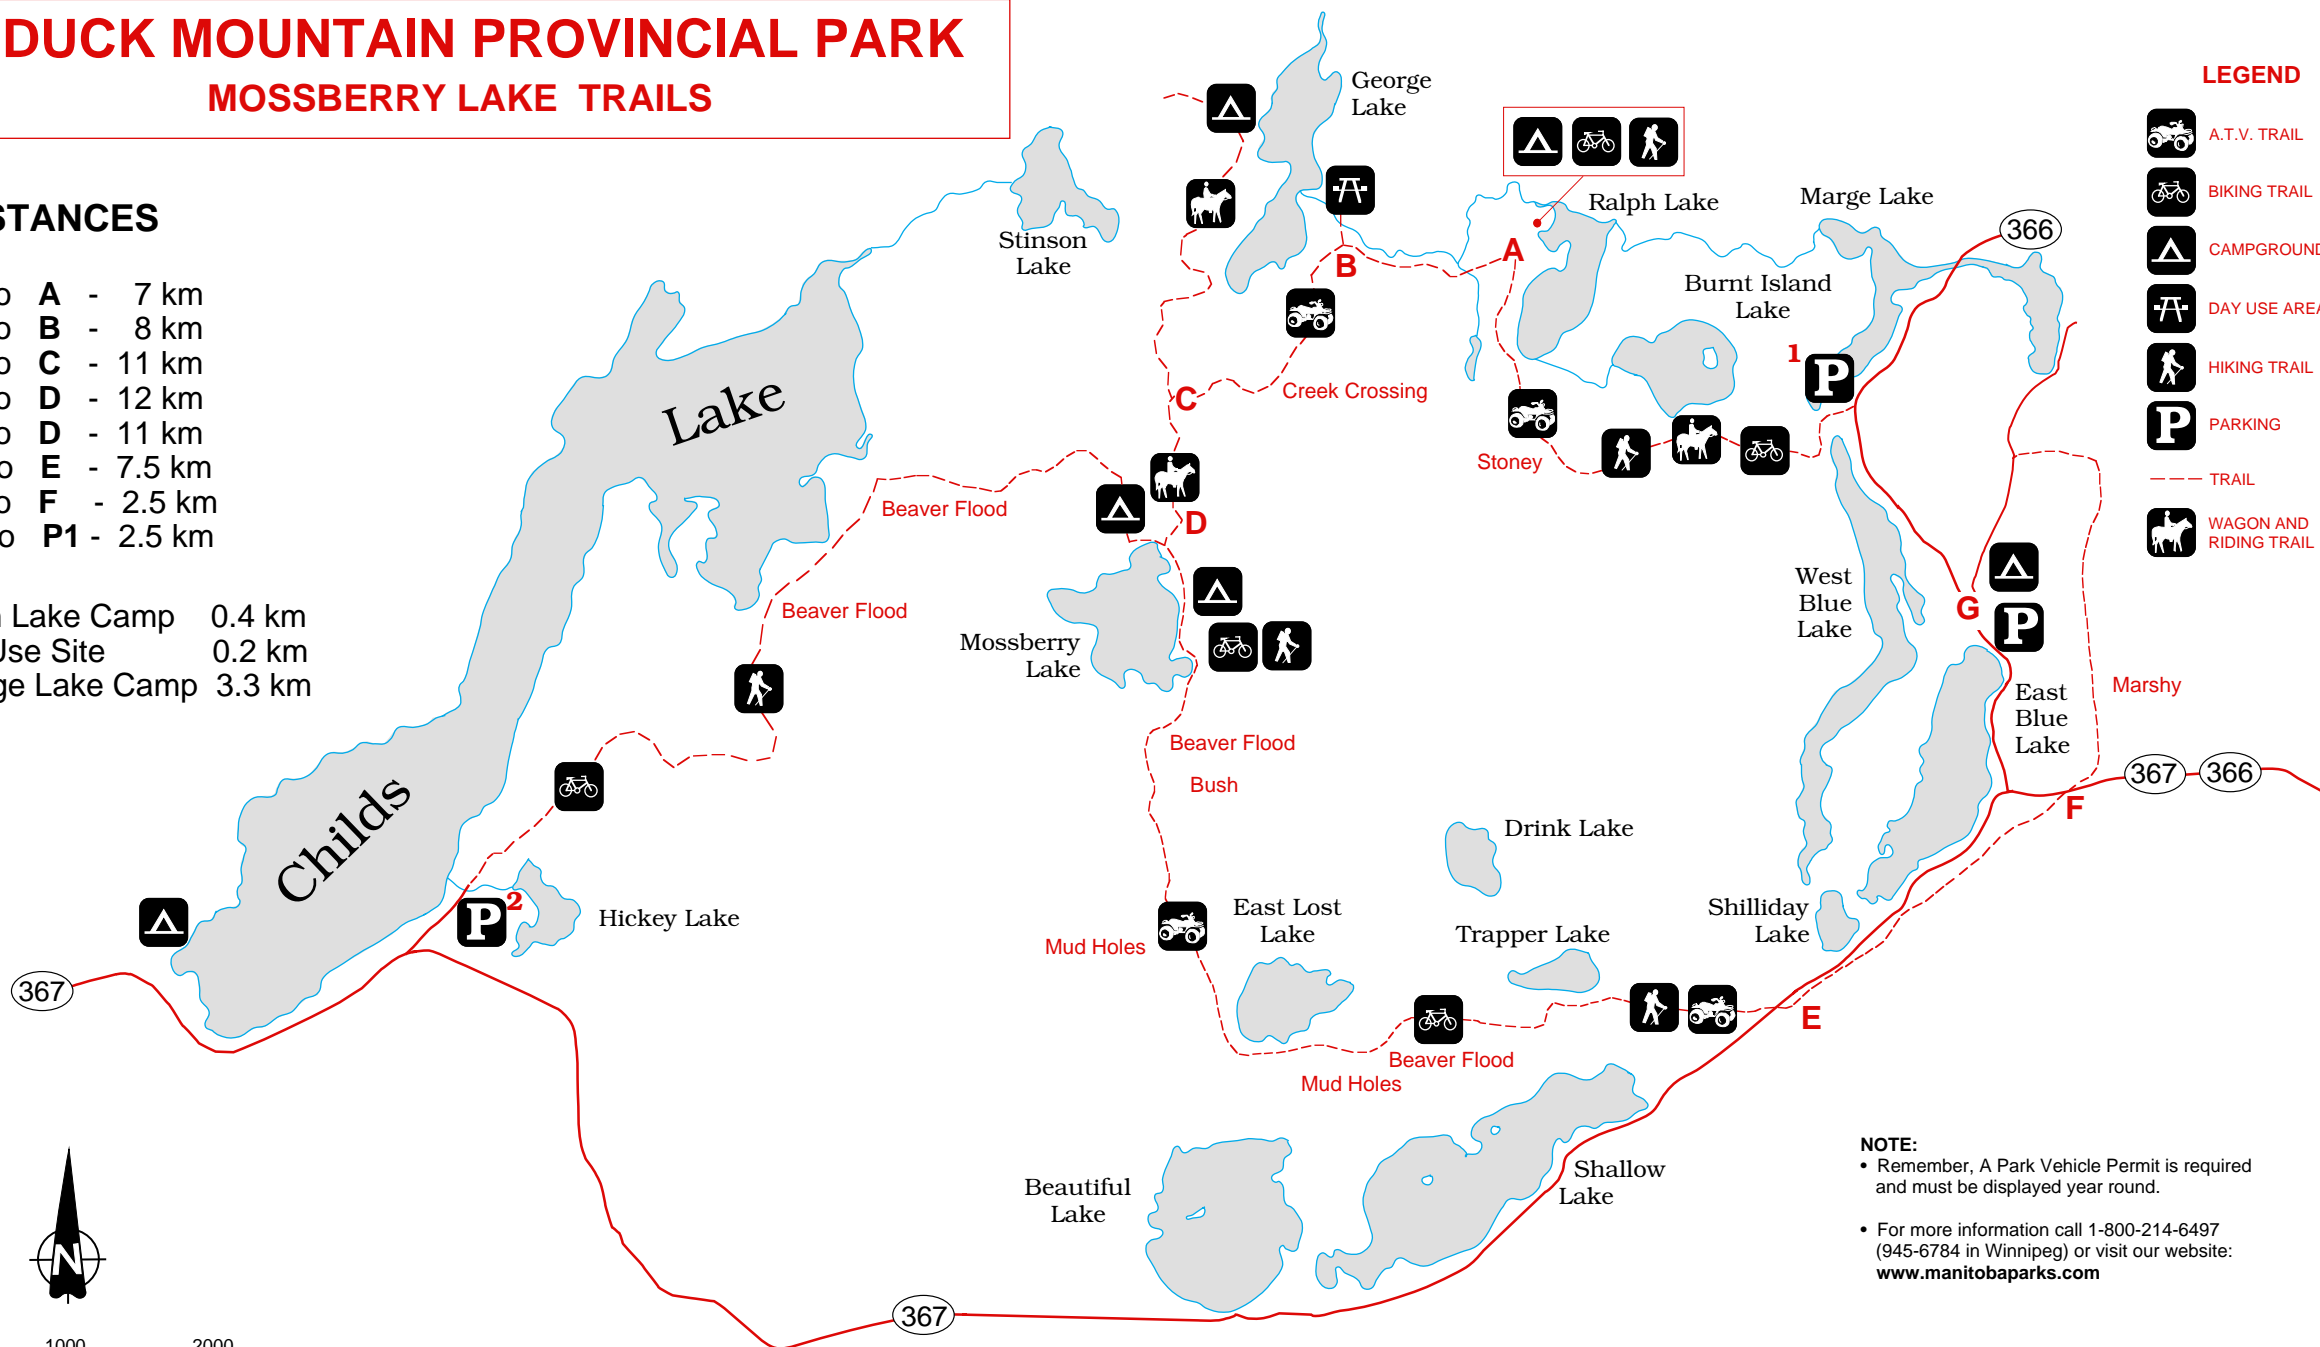 DUCK MOUNTAIN PROVINCIAL PARK
MOSSBERRY LAKE TRAILS
STANCES
o A - 7 km
o B - 8 km
o C - 11 km
o D - 12 km
o D - 11 km
o E - 7.5 km
o F - 2.5 km
o P1 - 2.5 km
Lake Camp 0.4 km
Use Site 0.2 km
ge Lake Camp 3.3 km
George
Lake
Stinson
Lake
Ralph Lake
Marge Lake
366
A
B
Burnt Island
Lake
1
P
Lake
C
Creek Crossing
Stoney
Beaver Flood
D
Beaver Flood
West
Blue
Lake
G
P
Mossberry
Lake
Marshy
East
Blue
Lake
Beaver Flood
Bush
367
366
F
Childs
Drink Lake
P
2
Hickey Lake
East Lost
Lake
Trapper Lake
Shilliday
Lake
Mud Holes
367
E
Beaver Flood
Mud Holes
Beautiful
Lake
Shallow
Lake
367
N
1000 2000
LEGEND
A.T.V. TRAIL
BIKING TRAIL
CAMPGROUND
DAY USE AREA
HIKING TRAIL
P PARKING
TRAIL
WAGON AND
RIDING TRAIL
NOTE:
• Remember, A Park Vehicle Permit is required
and must be displayed year round.
• For more information call 1-800-214-6497
(945-6784 in Winnipeg) or visit our website:
www.manitobaparks.com